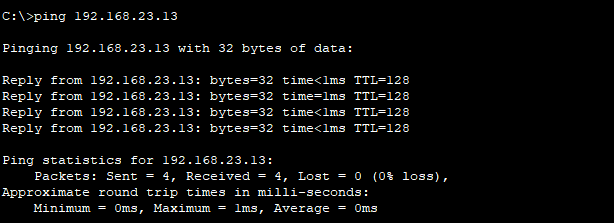 C:\>ping 192.168.23.13
Pinging 192.168.23.13 with 32 bytes of data:
Reply from 192.168.23.13: bytes=32 time<1ms TTL=128
Reply from 192.168.23.13: bytes=32 time=1ms TTL=128
Reply from 192.168.23.13: bytes=32 time<1ms TTL=128
Reply from 192.168.23.13: bytes=32 time<1ms TTL=128
Ping statistics for 192.168.23.13:
    Packets: Sent = 4, Received = 4, Lost = 0 (0% loss),
Approximate round trip times in milli-seconds:
    Minimum = 0ms, Maximum = 1ms, Average = 0ms